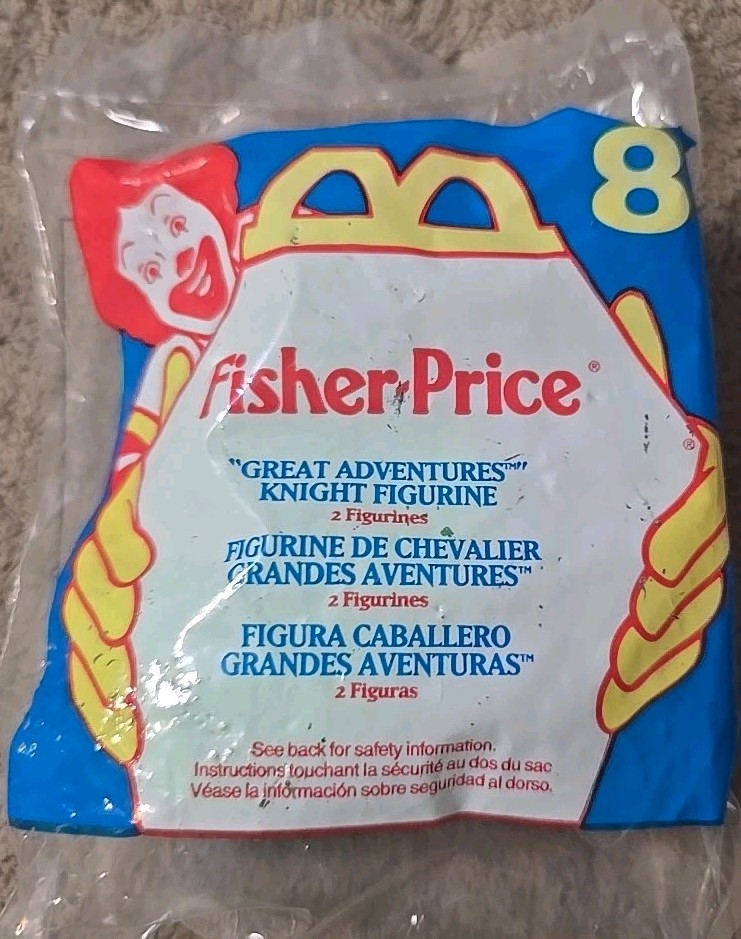 8
Fisher-Price®
"GREAT ADVENTURES™"
KNIGHT FIGURINE
2 Figurines
FIGURINE DE CHEVALIER
GRANDES AVENTURES™
2 Figurines
FIGURA CABALLERO
GRANDES AVENTURAS™
2 Figuras
See back for safety information.
Instructions touchant la sécurité au dos du sac
Véase la información sobre seguridad al dorso.
®